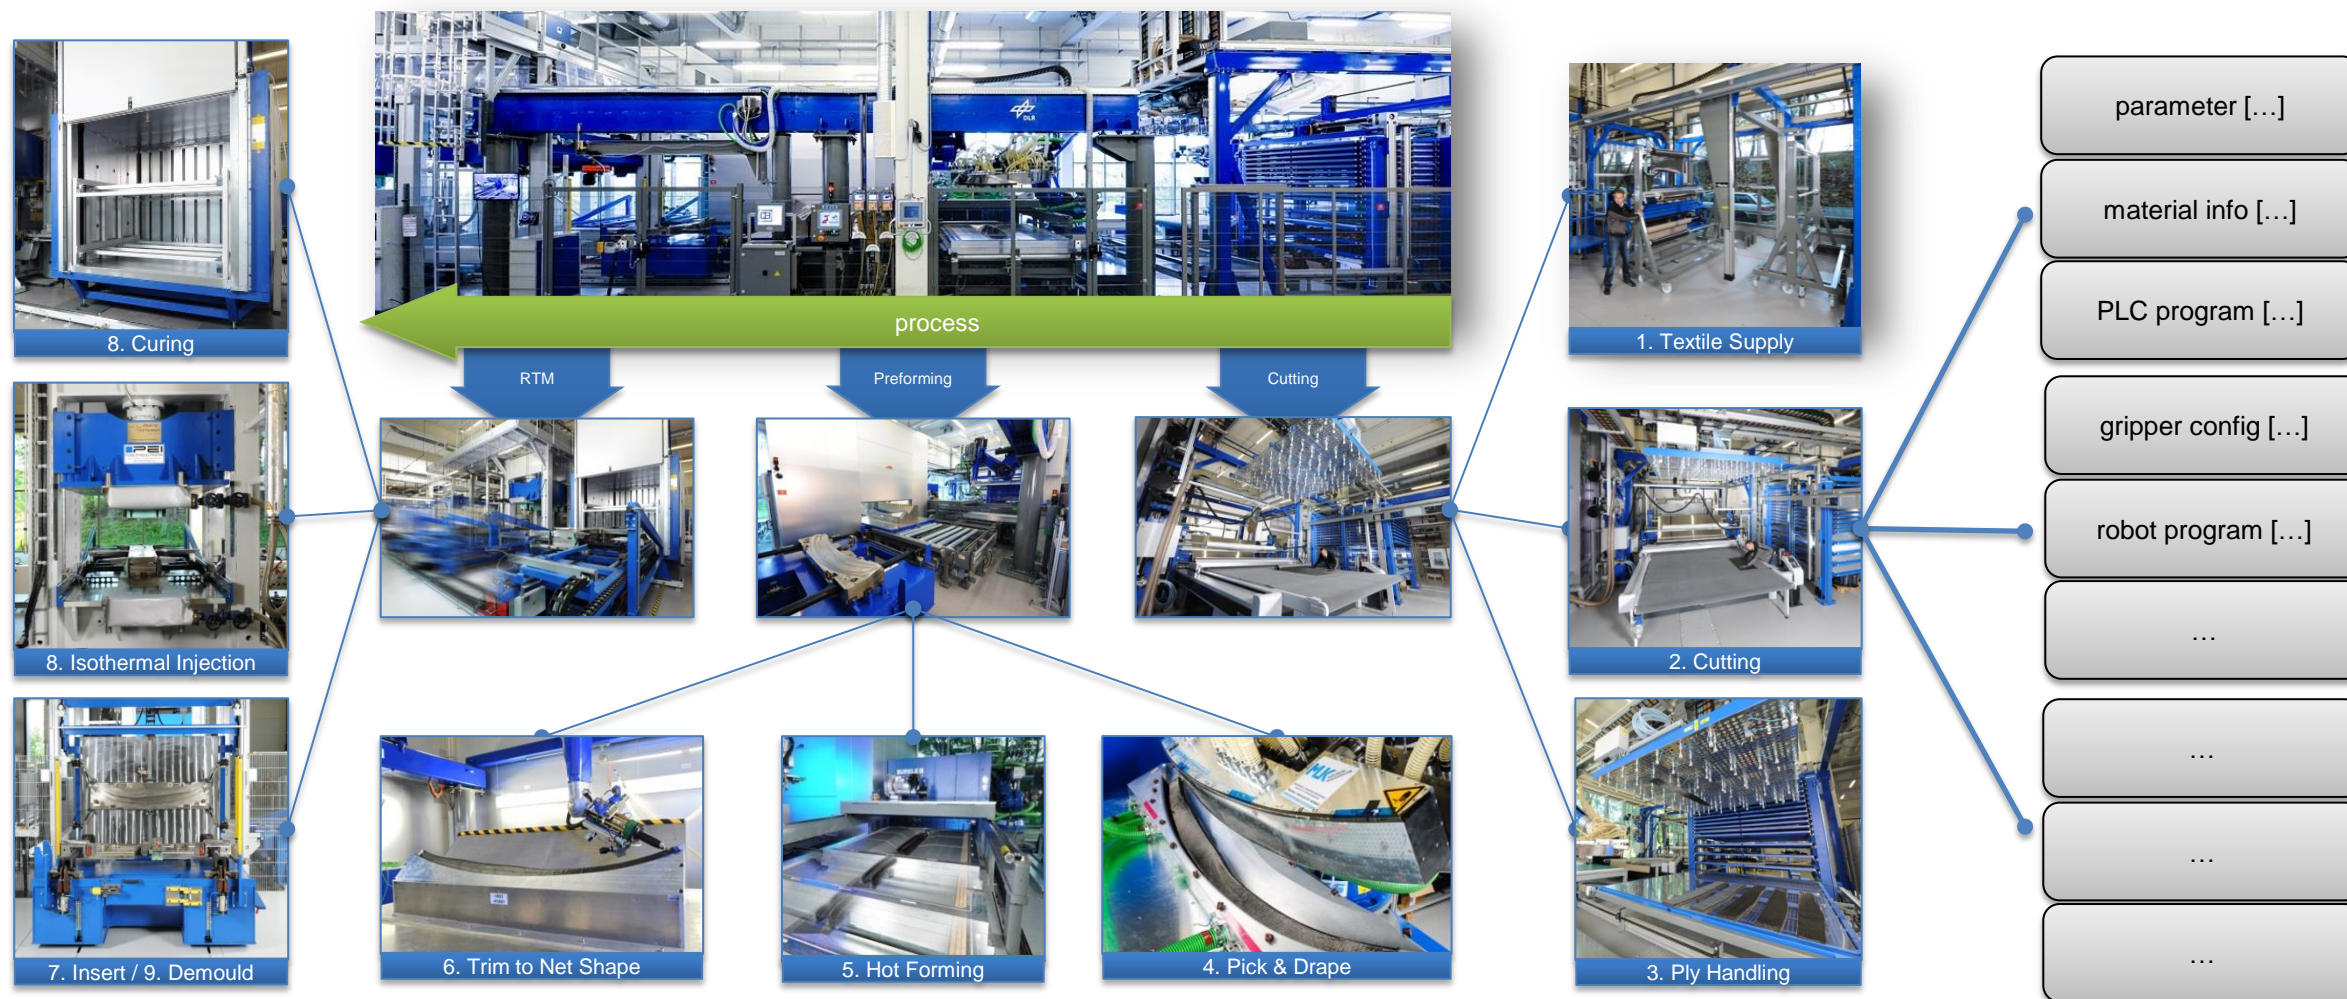 DLR
process
RTM
Preforming
Cutting
8. Curing
8. Isothermal Injection
7. Insert / 9. Demould
6. Trim to Net Shape
5. Hot Forming
4. Pick & Drape
1. Textile Supply
2. Cutting
3. Ply Handling
parameter […]
material info […]
PLC program […]
gripper config […]
robot program […]
…
…
…
…